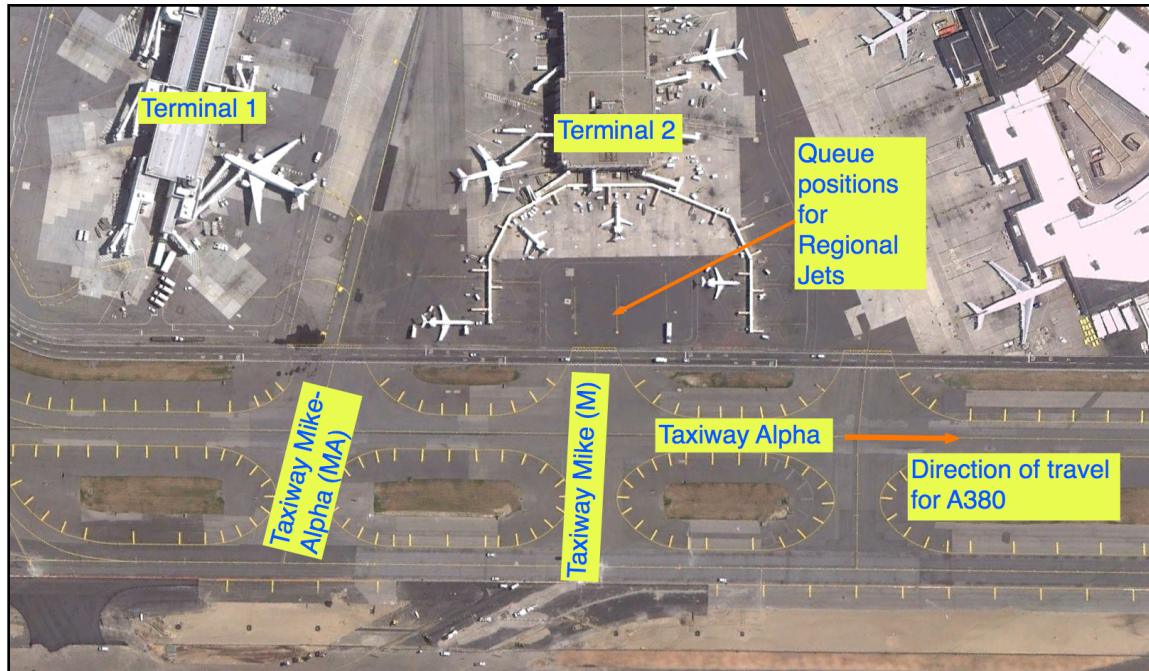 Terminal 1
Terminal 2
Queue
positions
for
Regional
Jets
Taxiway Mike-
Alpha (MA)
Taxiway Mike (M)
Taxiway Alpha
Direction of travel
for A380